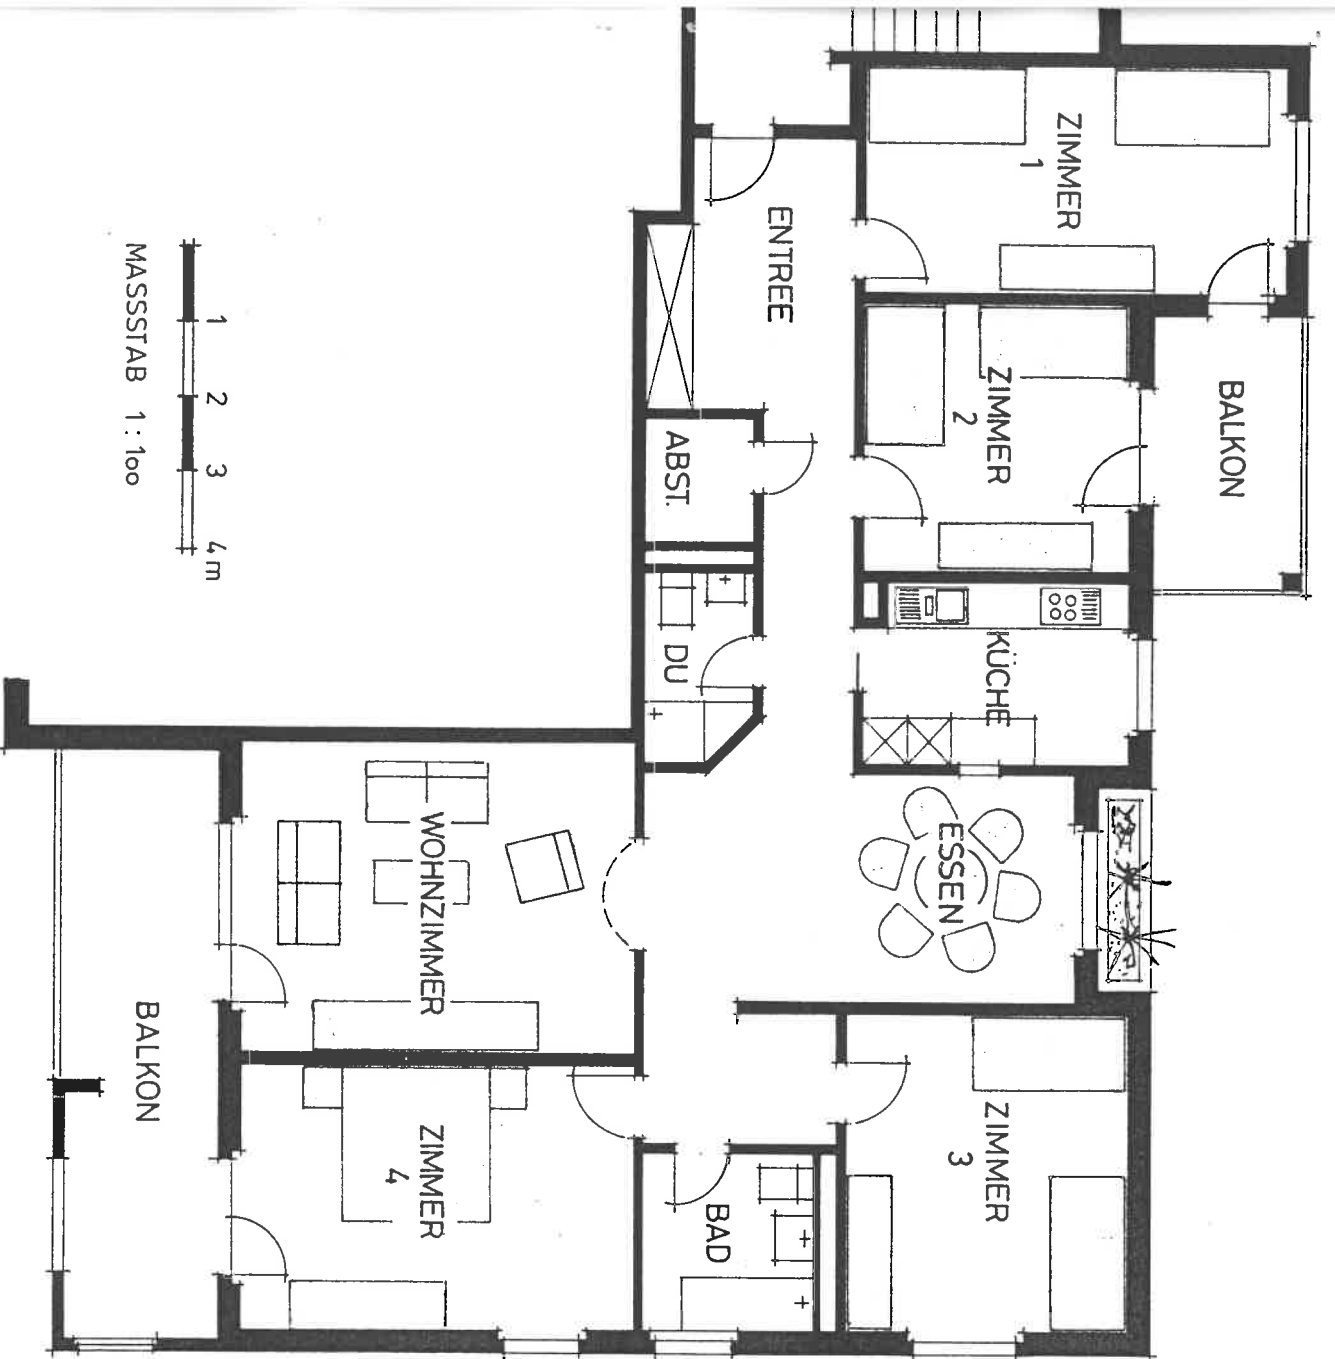 ZIMMER
1
BALKON
ZIMMER
2
ENTREE
ABST.
KÜCHE
DU
ESSEN
WOHNZIMMER
ZIMMER
3
BAD
ZIMMER
4
BALKON
1 2 3 4m
MASSSTAB 1:100